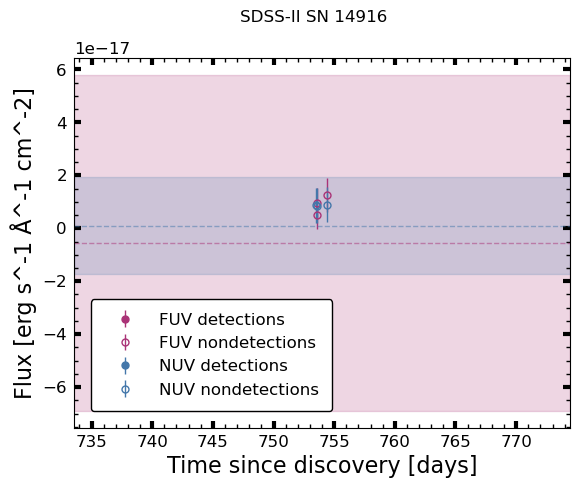 SDSS-II SN 14916
1e−17
6
4
2
0
−2
−4
−6
Flux [erg s^-1 Å^-1 cm^-2]
FUV detections
FUV nondetections
NUV detections
NUV nondetections
735 740 745 750 755 760 765 770
Time since discovery [days]